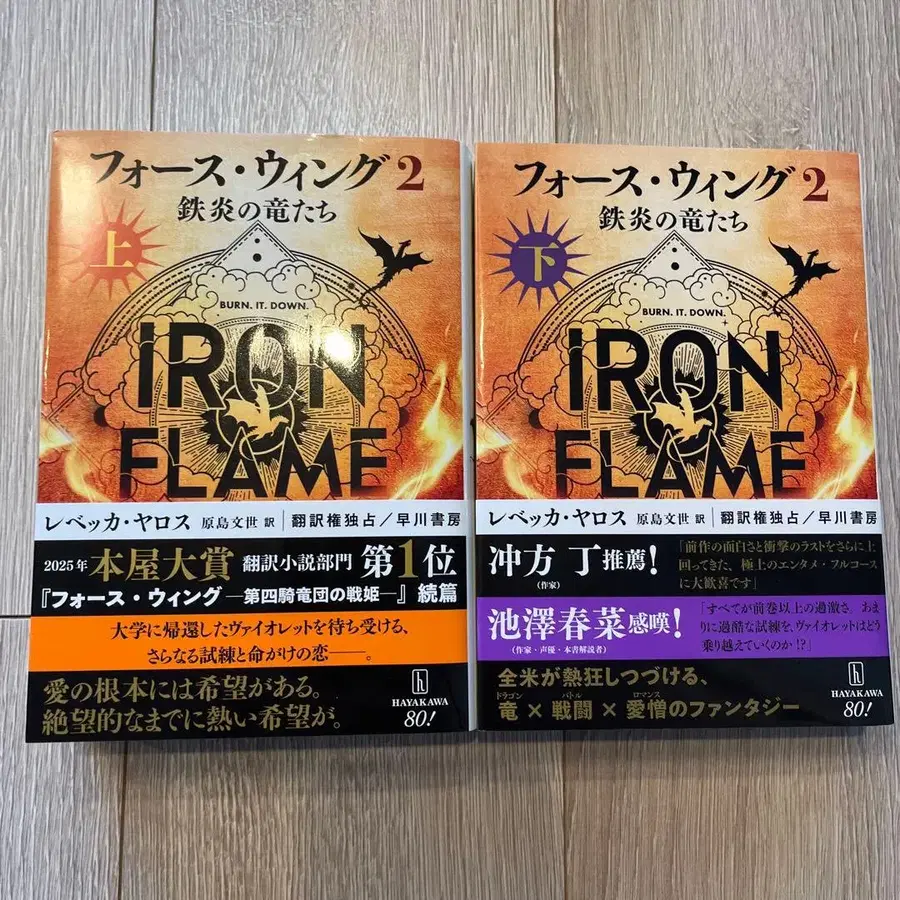 フォース・ウィング 2
鉄炎の竜たち
上
BURN. IT. DOWN.
IRON
FLAME
レベッカ・ヤロス 原島文世 訳 翻訳権独占/早川書房
2025年 本屋大賞 翻訳小説部門 第1位
『フォース・ウィング ―第四騎竜団の戦姫―』続篇
大学に帰還したヴァイオレットを待ち受ける、
さらなる試練と命がけの恋――。
愛の根本には希望がある。
絶望的なまでに熱い希望が。
h
HAYAKAWA
80!
フォース・ウィング 2
鉄炎の竜たち
下
BURN. IT. DOWN.
IRON
FLAME
レベッカ・ヤロス 原島文世 訳 翻訳権独占/早川書房
冲方 丁推薦!
(作家)
「前作の面白さと衝撃のラストをさらに上
回ってきた、極上のエンタメ・フルコース
に大歓喜です」
池澤春菜感嘆!
(作家・声優・本書解説者)
「すべてが前巻以上の過激さ。あま
りに過酷な試練を、ヴァイオレットはどう
乗り越えていくのか!?」
全米が熱狂しつづける、
ドラゴン バトル ロマンス
竜×戦闘×愛憎のファンタジー
h
HAYAKAWA
80!